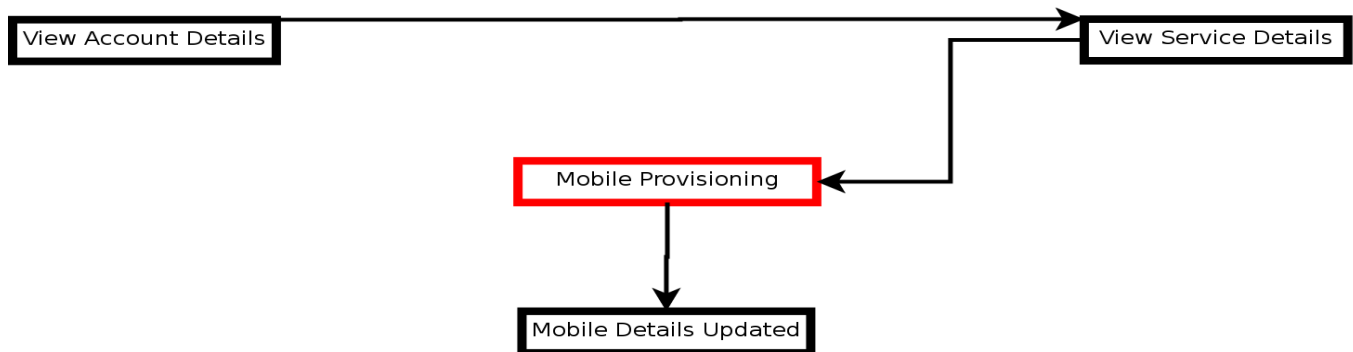 View Account Details
View Service Details
Mobile Provisioning
Mobile Details Updated